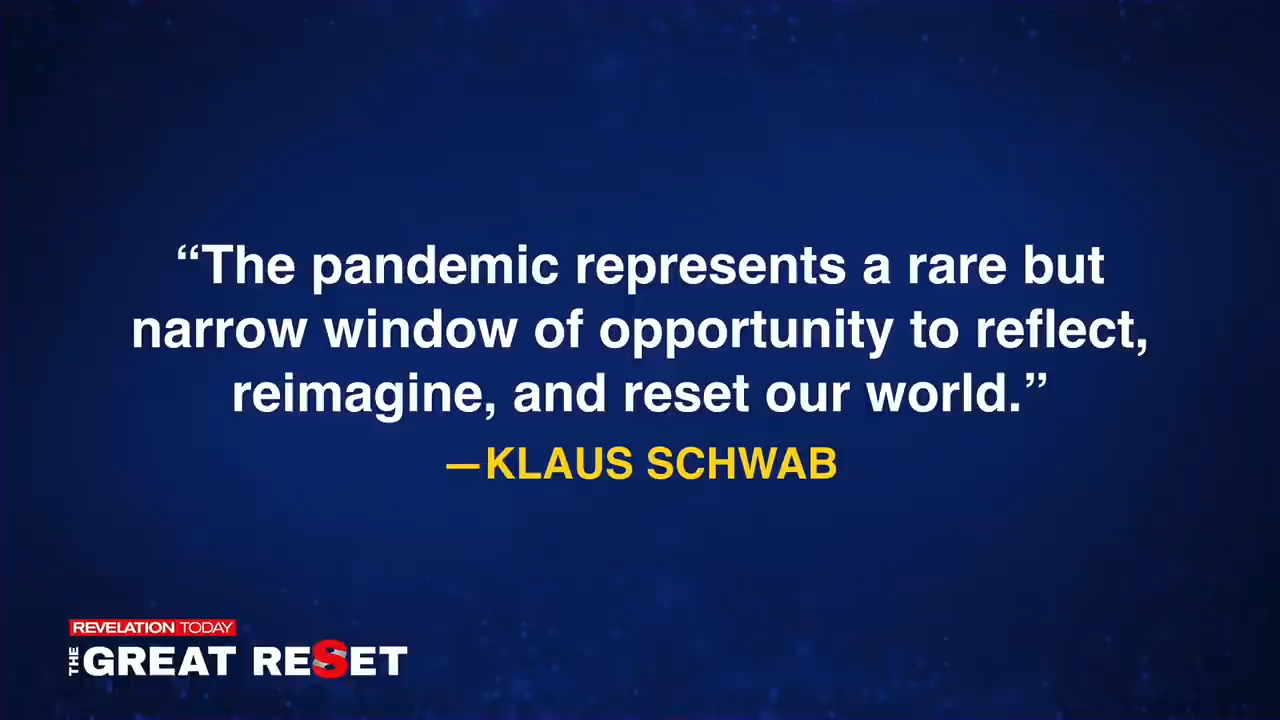 “The pandemic represents a rare but
narrow window of opportunity to reflect,
reimagine, and reset our world.”
—KLAUS SCHWAB
REVELATION TODAY
THE GREAT RESET